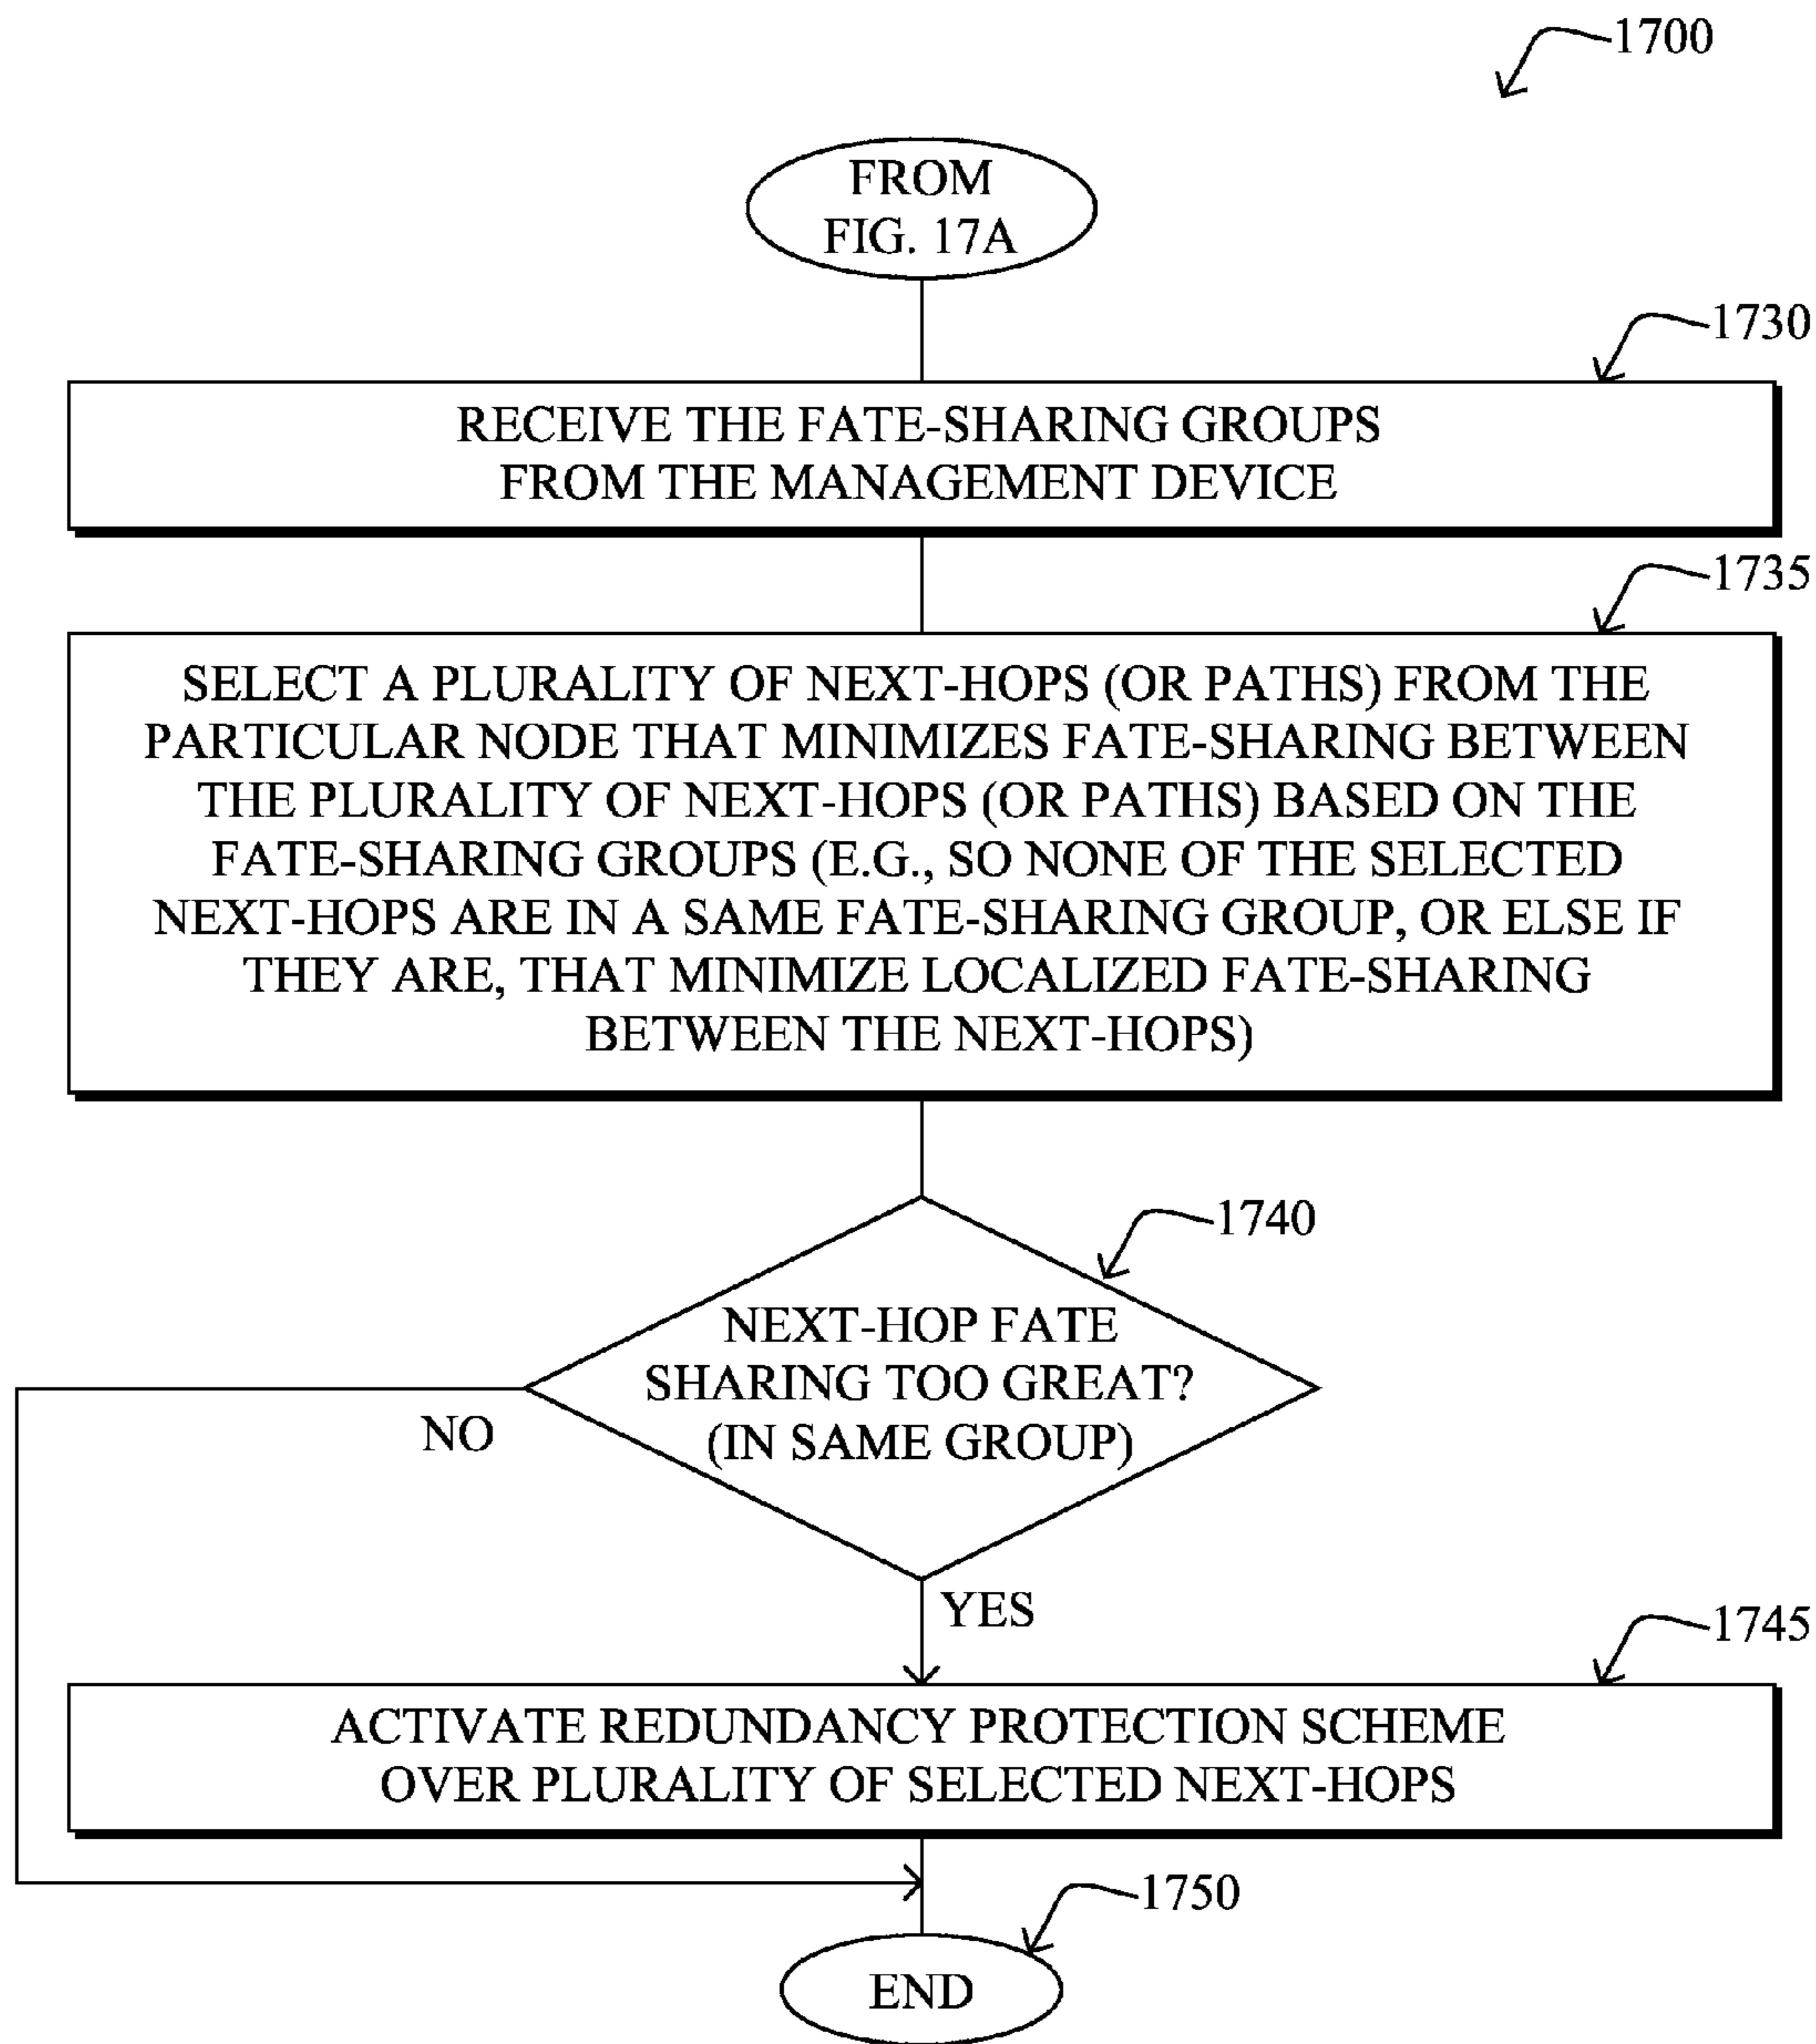 1700
FROM
FIG. 17A
1730
RECEIVE THE FATE-SHARING GROUPS
FROM THE MANAGEMENT DEVICE
1735
SELECT A PLURALITY OF NEXT-HOPS (OR PATHS) FROM THE
PARTICULAR NODE THAT MINIMIZES FATE-SHARING BETWEEN
THE PLURALITY OF NEXT-HOPS (OR PATHS) BASED ON THE
FATE-SHARING GROUPS (E.G., SO NONE OF THE SELECTED
NEXT-HOPS ARE IN A SAME FATE-SHARING GROUP, OR ELSE IF
THEY ARE, THAT MINIMIZE LOCALIZED FATE-SHARING
BETWEEN THE NEXT-HOPS)
1740
NEXT-HOP FATE
SHARING TOO GREAT?
(IN SAME GROUP)
NO
YES
1745
ACTIVATE REDUNDANCY PROTECTION SCHEME
OVER PLURALITY OF SELECTED NEXT-HOPS
1750
END